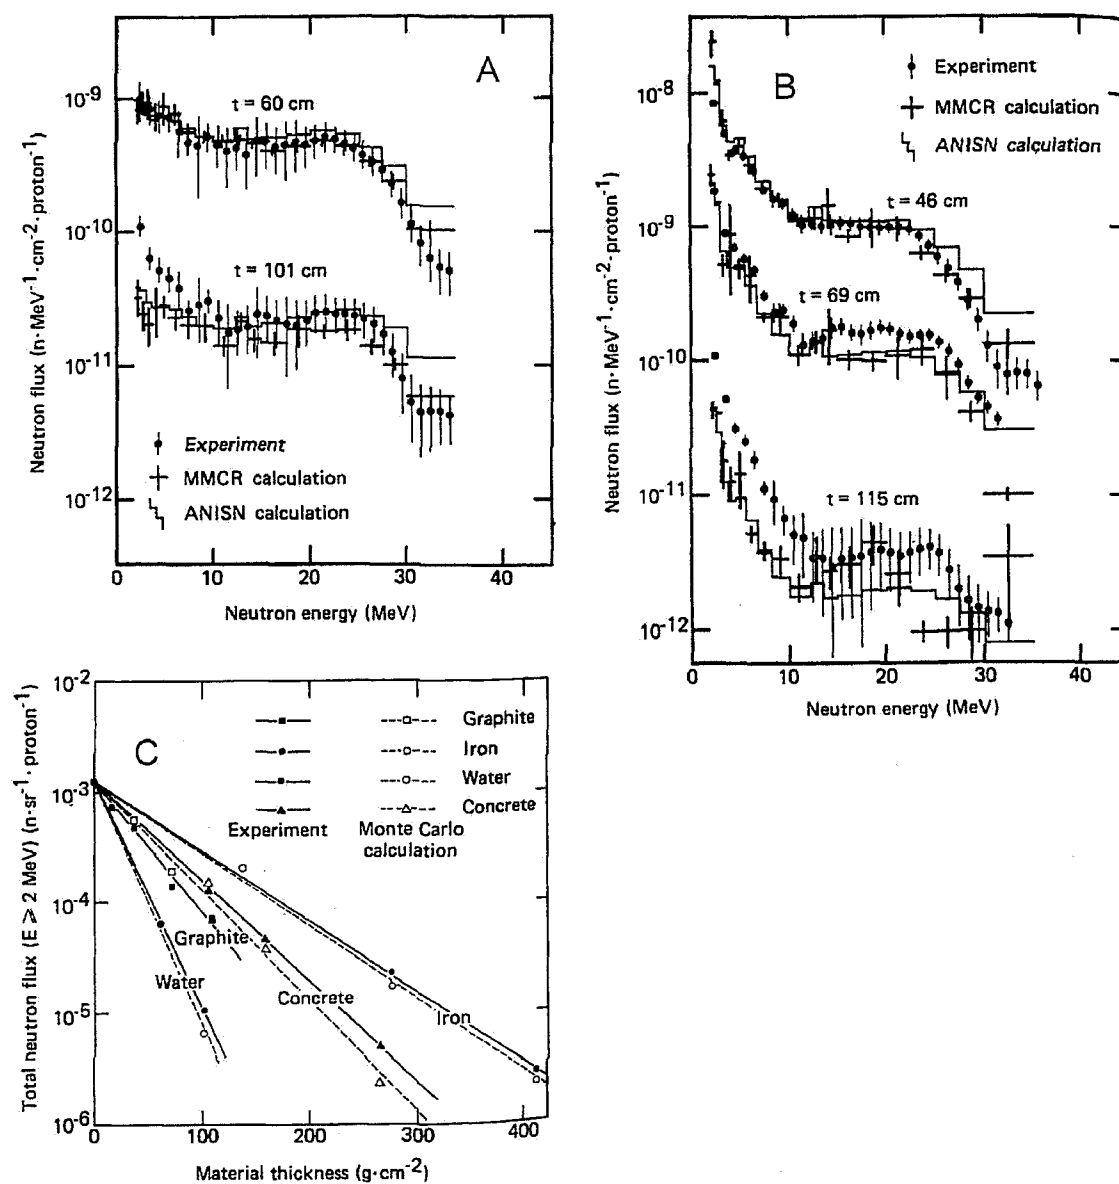 A
t = 60 cm
t = 101 cm
Experiment
MMCR calculation
ANISN calculation
10-9
10-10
10-11
10-12
0 10 20 30 40
Neutron energy (MeV)
Neutron flux (n·MeV-1·cm-2·proton-1)
B
Experiment
MMCR calculation
ANISN calculation
t = 46 cm
t = 69 cm
t = 115 cm
10-8
10-9
10-10
10-11
10-12
0 10 20 30 40
Neutron energy (MeV)
Neutron flux (n·MeV-1·cm-2·proton-1)
C
Graphite
Iron
Water
Concrete
Experiment Monte Carlo
calculation
Graphite
Water
Concrete
Iron
10-2
10-3
10-4
10-5
10-6
0 100 200 300 400
Material thickness (g·cm-2)
Total neutron flux (E ⩾ 2 MeV) (n·sr-1·proton-1)